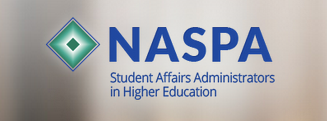 NASPA
Student Affairs Administrators
in Higher Education